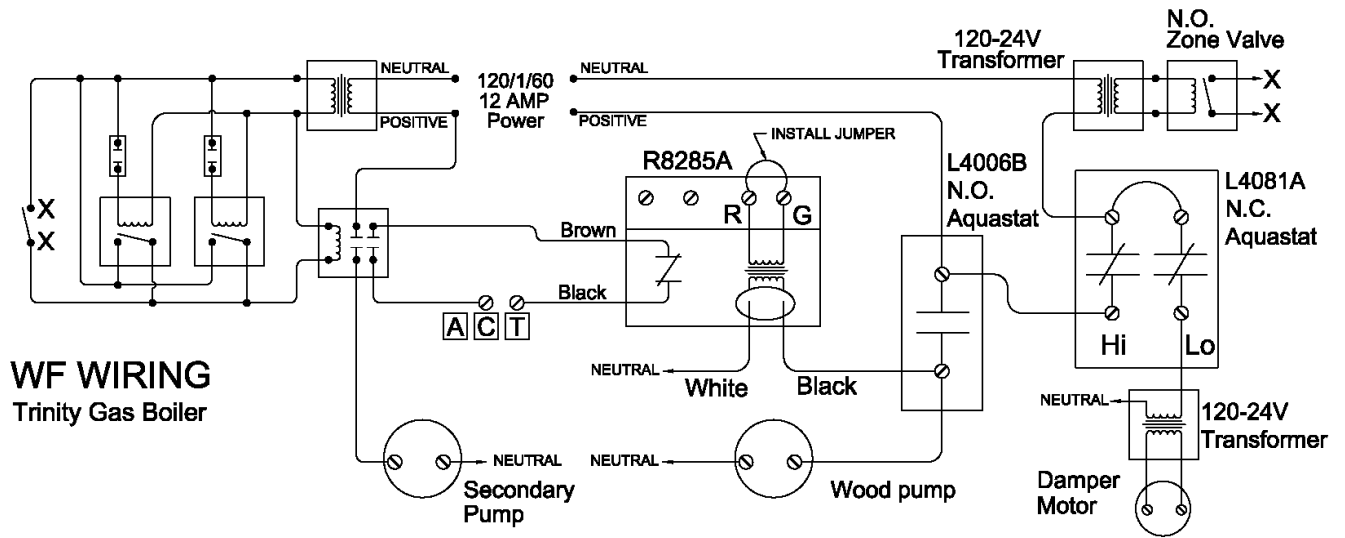 N.O.
Zone Valve
120-24V
Transformer
NEUTRAL
120/1/60
12 AMP
Power
NEUTRAL
POSITIVE
POSITIVE
INSTALL JUMPER
R8285A
L4006B
N.O.
Aquastat
L4081A
N.C.
Aquastat
R
G
X
X
X
X
Brown
Black
A C T
Hi
Lo
WF WIRING
Trinity Gas Boiler
NEUTRAL
White
Black
NEUTRAL
120-24V
Transformer
NEUTRAL
NEUTRAL
Secondary
Pump
Wood pump
Damper
Motor